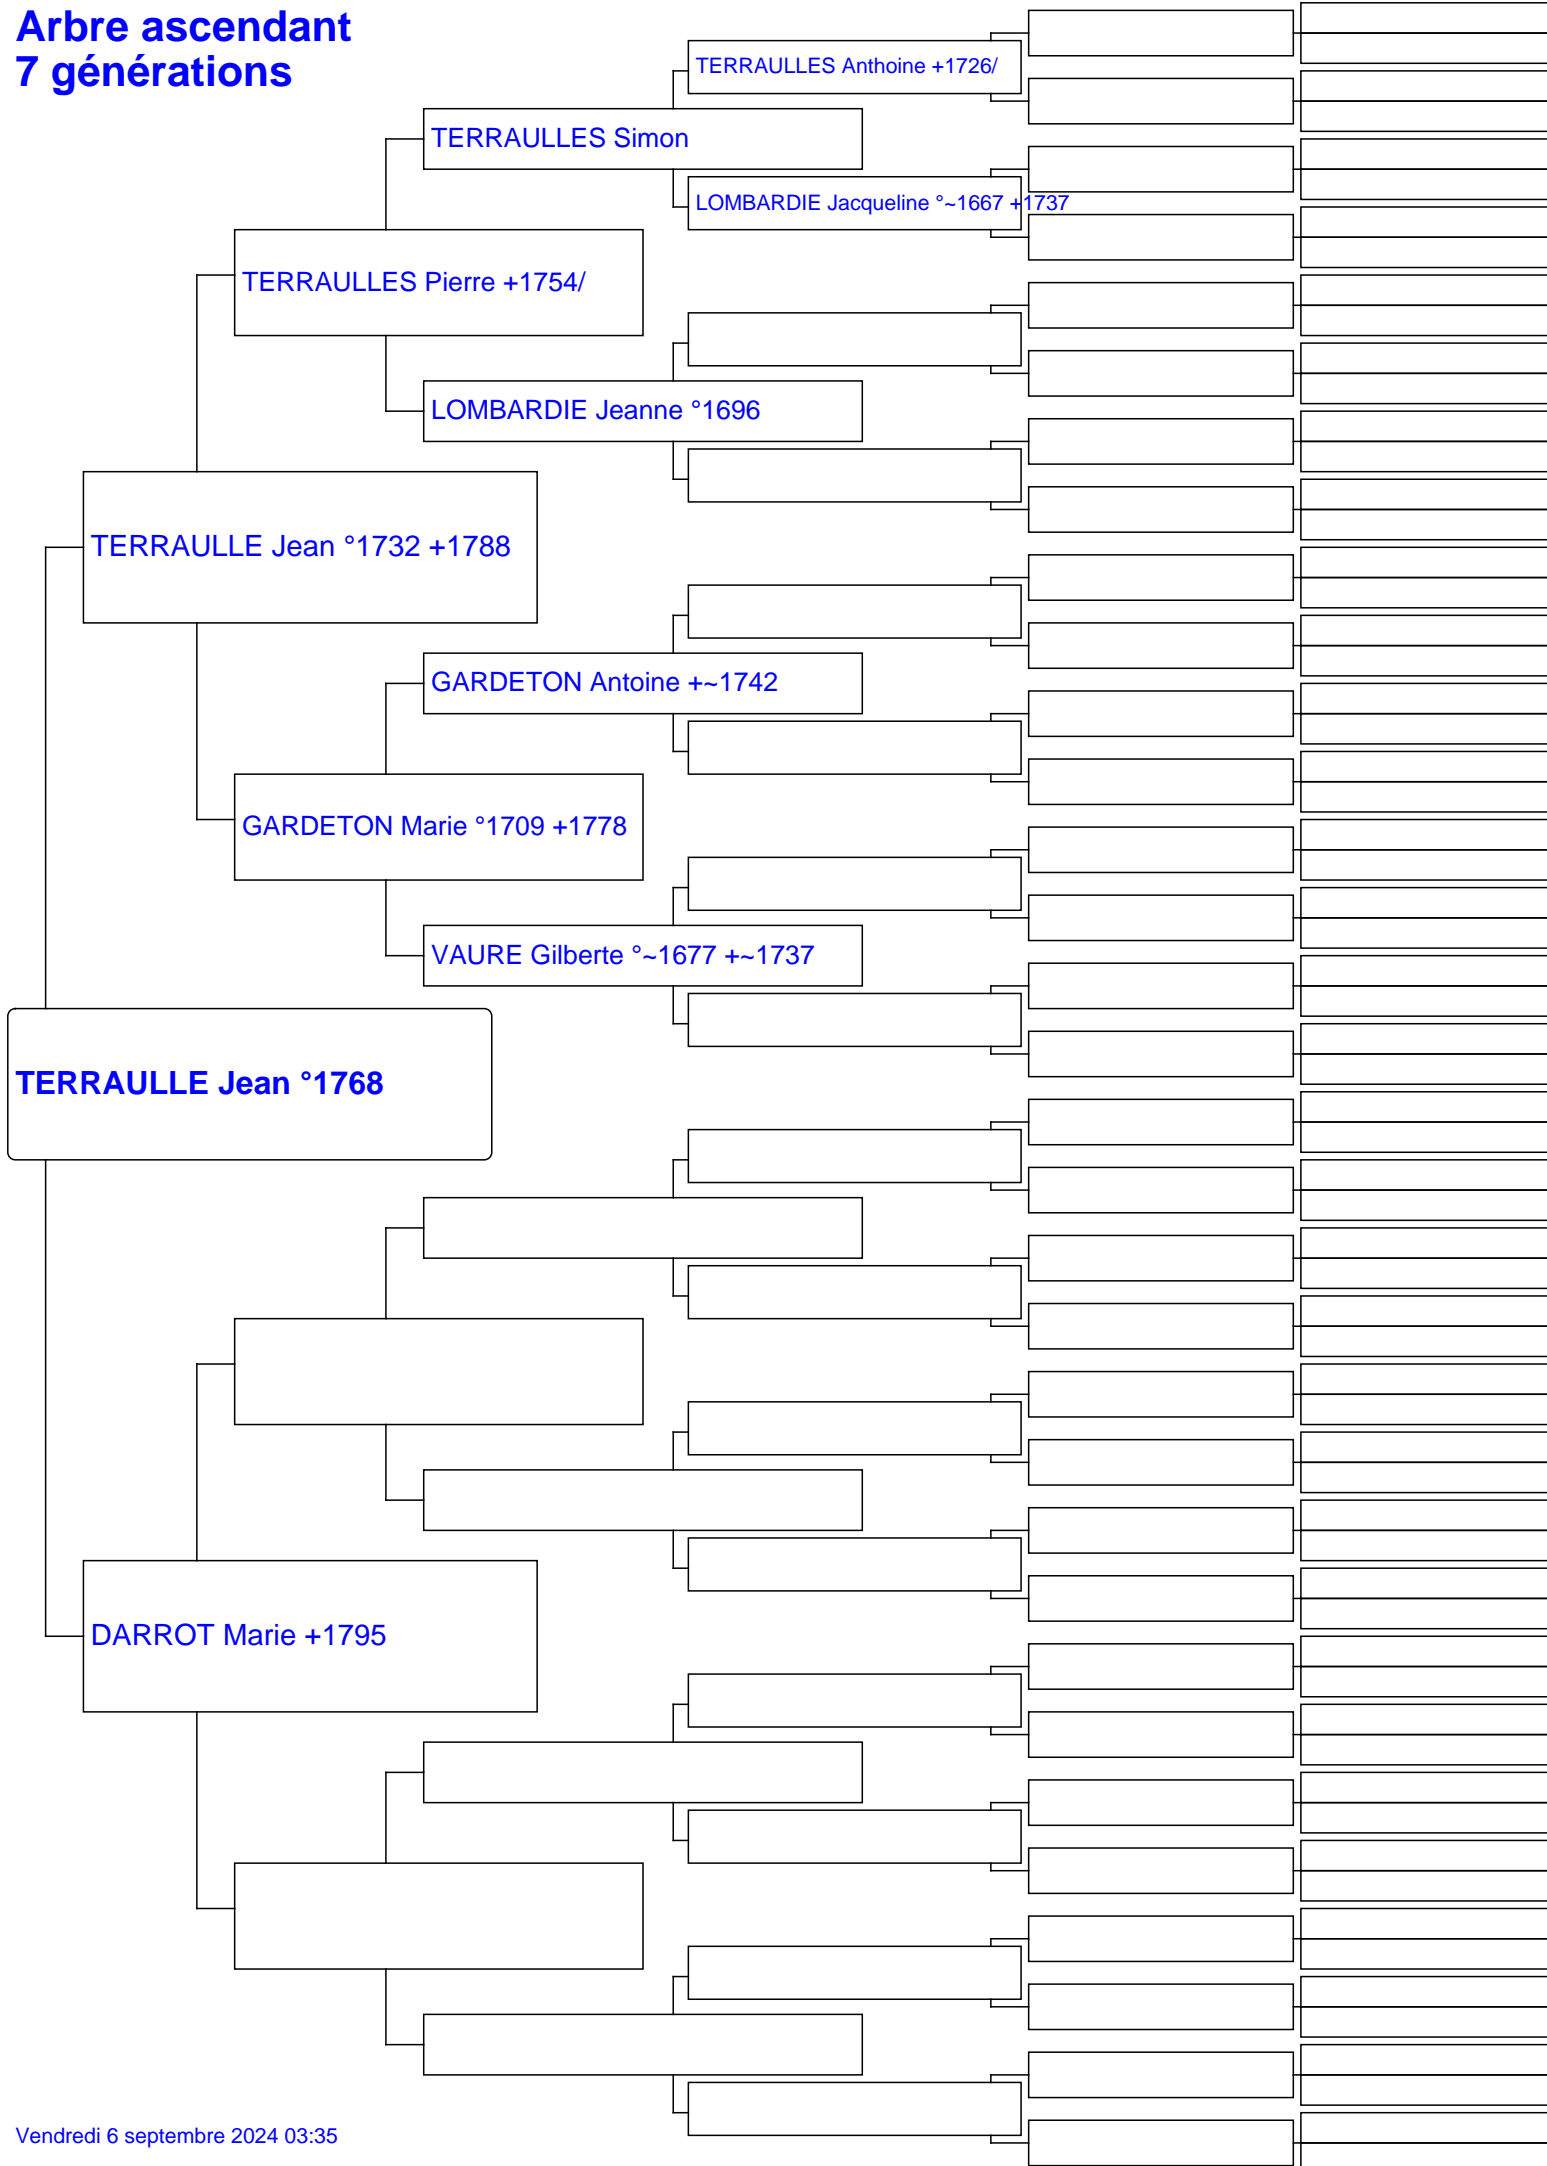 Arbre ascendant
7 générations
TERRAULLES Anthoine +1726/
TERRAULLES Simon
LOMBARDIE Jacqueline °~1667 +1737
TERRAULLES Pierre +1754/
LOMBARDIE Jeanne °1696
TERRAULLE Jean °1732 +1788
GARDETON Antoine +~1742
GARDETON Marie °1709 +1778
VAURE Gilberte °~1677 +~1737
TERRAULLE Jean °1768
DARROT Marie +1795
Vendredi 6 septembre 2024 03:35